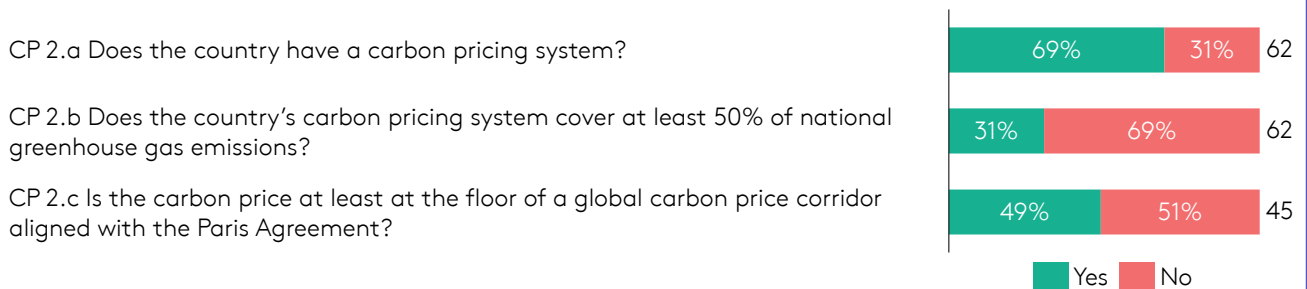 CP 2.a Does the country have a carbon pricing system?
69% 31% 62
CP 2.b Does the country's carbon pricing system cover at least 50% of national
greenhouse gas emissions?
31% 69% 62
CP 2.c Is the carbon price at least at the floor of a global carbon price corridor
aligned with the Paris Agreement?
49% 51% 45
Yes No